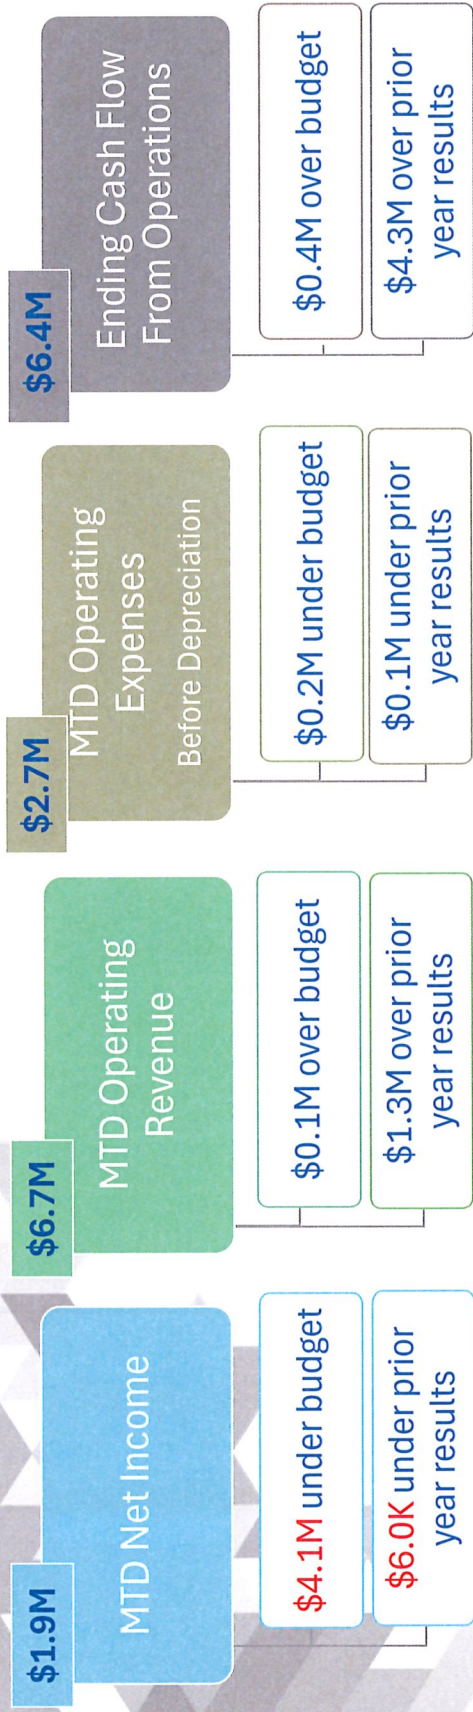 $1.9M
MTD Net Income
$4.1M under budget
$6.0K under prior
year results
$6.7M
MTD Operating
Revenue
$0.1M over budget
$1.3M over prior
year results
$2.7M
MTD Operating
Expenses
Before Depreciation
$0.2M under budget
$0.1M under prior
year results
$6.4M
Ending Cash Flow
From Operations
$0.4M over budget
$4.3M over prior
year results